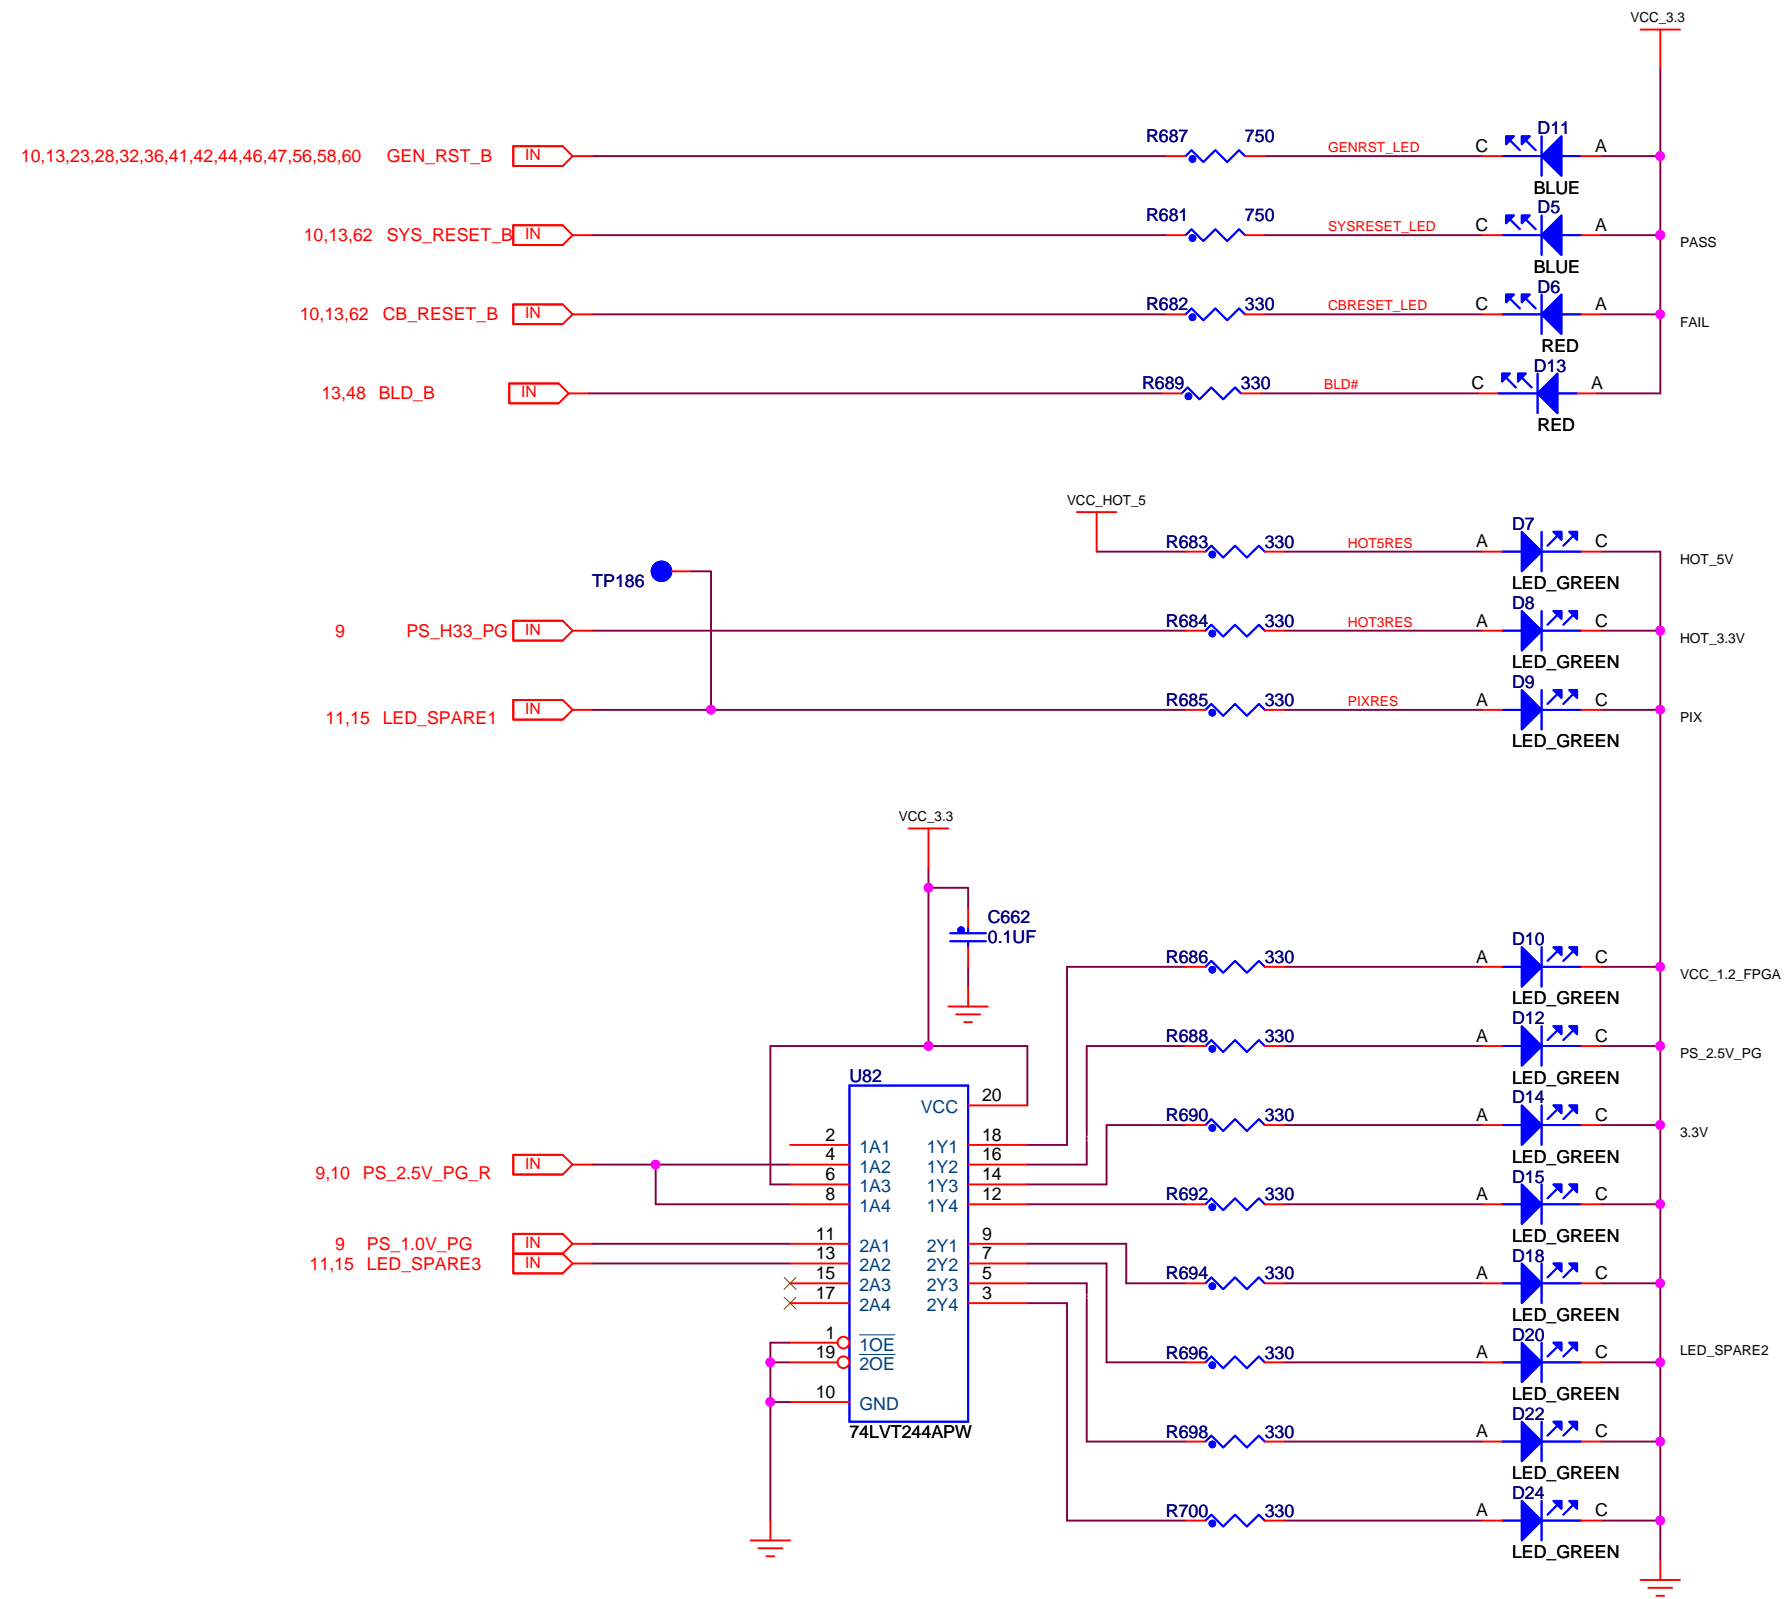 VCC_3.3
R687 750 D11
10,13,23,28,32,36,41,42,44,46,47,56,58,60 GEN_RST_B IN GENRST_LED C A
BLUE
R681 750 D5
10,13,62 SYS_RESET_B IN SYSRESET_LED C A
PASS
BLUE
R682 330 D6
10,13,62 CB_RESET_B IN CBRESET_LED C A
FAIL
RED
R689 330 D13
13,48 BLD_B IN BLD# C A
RED
VCC_HOT_5
D7
R683 330 HOT5RES A C
HOT_5V
TP186
LED_GREEN
D8
R684 330 HOT3RES A C
9 PS_H33_PG IN
HOT_3.3V
LED_GREEN
D9
R685 330 PIXRES A C
11,15 LED_SPARE1 IN
PIX
LED_GREEN
VCC_3.3
C662
0.1UF
D10
R686 330 A C
VCC_1.2_FPGA
LED_GREEN
D12
R688 330 A C
PS_2.5V_PG
LED_GREEN
U82
VCC 20
D14
R690 330 A C
3.3V
LED_GREEN
2 1A1 1Y1 18
9,10 PS_2.5V_PG_R IN 4 1A2 1Y2 16
6 1A3 1Y3 14
8 1A4 1Y4 12
D15
R692 330 A C
LED_GREEN
9 PS_1.0V_PG IN 11 2A1 2Y1 9
11,15 LED_SPARE3 IN 13 2A2 2Y2 7
15 2A3 2Y3 5
17 2A4 2Y4 3
D18
R694 330 A C
LED_GREEN
1 1OE
19 2OE
D20
R696 330 A C
LED_SPARE2
LED_GREEN
10 GND
74LVT244APW
D22
R698 330 A C
LED_GREEN
D24
R700 330 A C
LED_GREEN